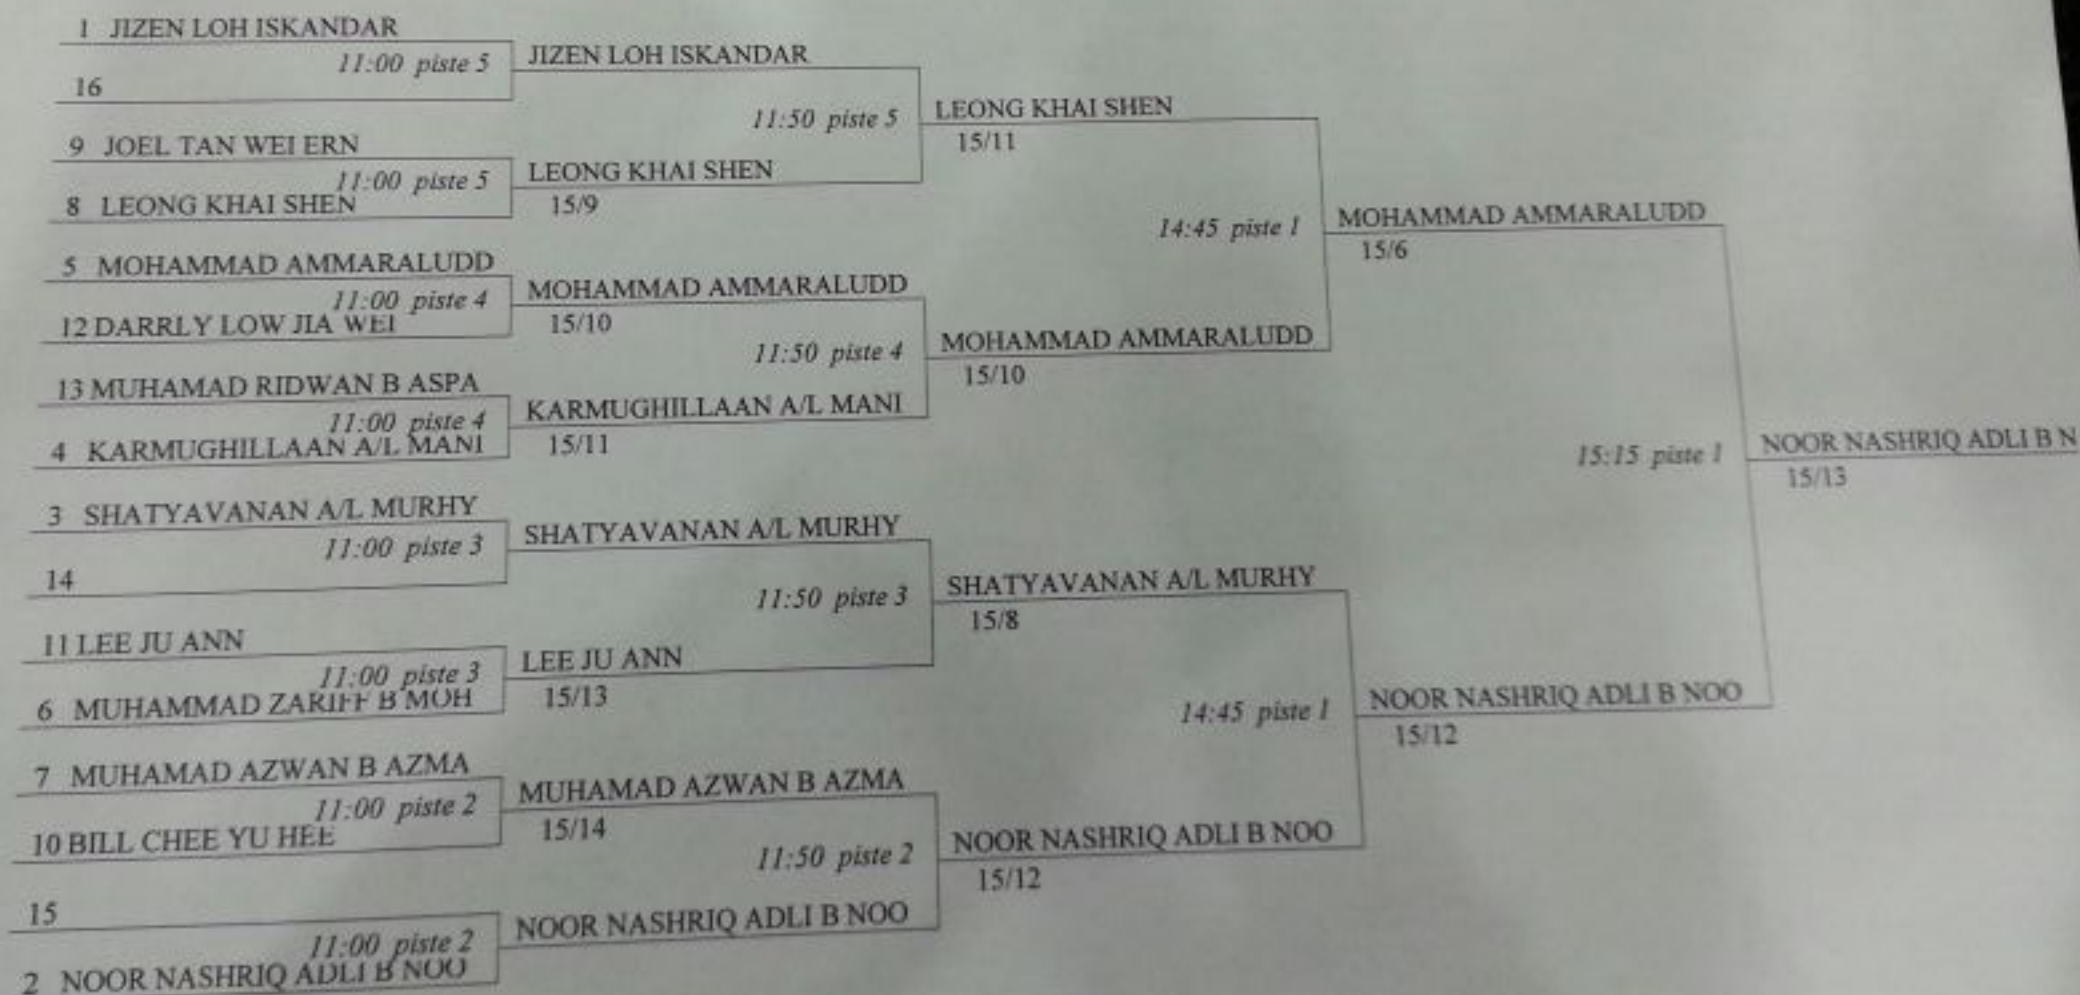 1 JIZEN LOH ISKANDAR
11:00 piste 5
16
JIZEN LOH ISKANDAR
9 JOEL TAN WEI ERN
11:00 piste 5
8 LEONG KHAI SHEN
LEONG KHAI SHEN
15/9
11:50 piste 5
LEONG KHAI SHEN
15/11
5 MOHAMMAD AMMARALUDD
11:00 piste 4
12 DARRLY LOW JIA WEI
MOHAMMAD AMMARALUDD
15/10
13 MUHAMAD RIDWAN B ASPA
11:00 piste 4
4 KARMUGHILLAAN A/L MANI
KARMUGHILLAAN A/L MANI
15/11
11:50 piste 4
MOHAMMAD AMMARALUDD
15/10
14:45 piste 1
MOHAMMAD AMMARALUDD
15/6
3 SHATYAVANAN A/L MURHY
11:00 piste 3
14
SHATYAVANAN A/L MURHY
11 LEE JU ANN
11:00 piste 3
6 MUHAMMAD ZARIFF B MOH
LEE JU ANN
15/13
11:50 piste 3
SHATYAVANAN A/L MURHY
15/8
7 MUHAMAD AZWAN B AZMA
11:00 piste 2
10 BILL CHEE YU HEE
MUHAMAD AZWAN B AZMA
15/14
15
11:00 piste 2
2 NOOR NASHRIQ ADLI B NOO
NOOR NASHRIQ ADLI B NOO
11:50 piste 2
NOOR NASHRIQ ADLI B NOO
15/12
14:45 piste 1
NOOR NASHRIQ ADLI B NOO
15/12
15:15 piste 1
NOOR NASHRIQ ADLI B N
15/13